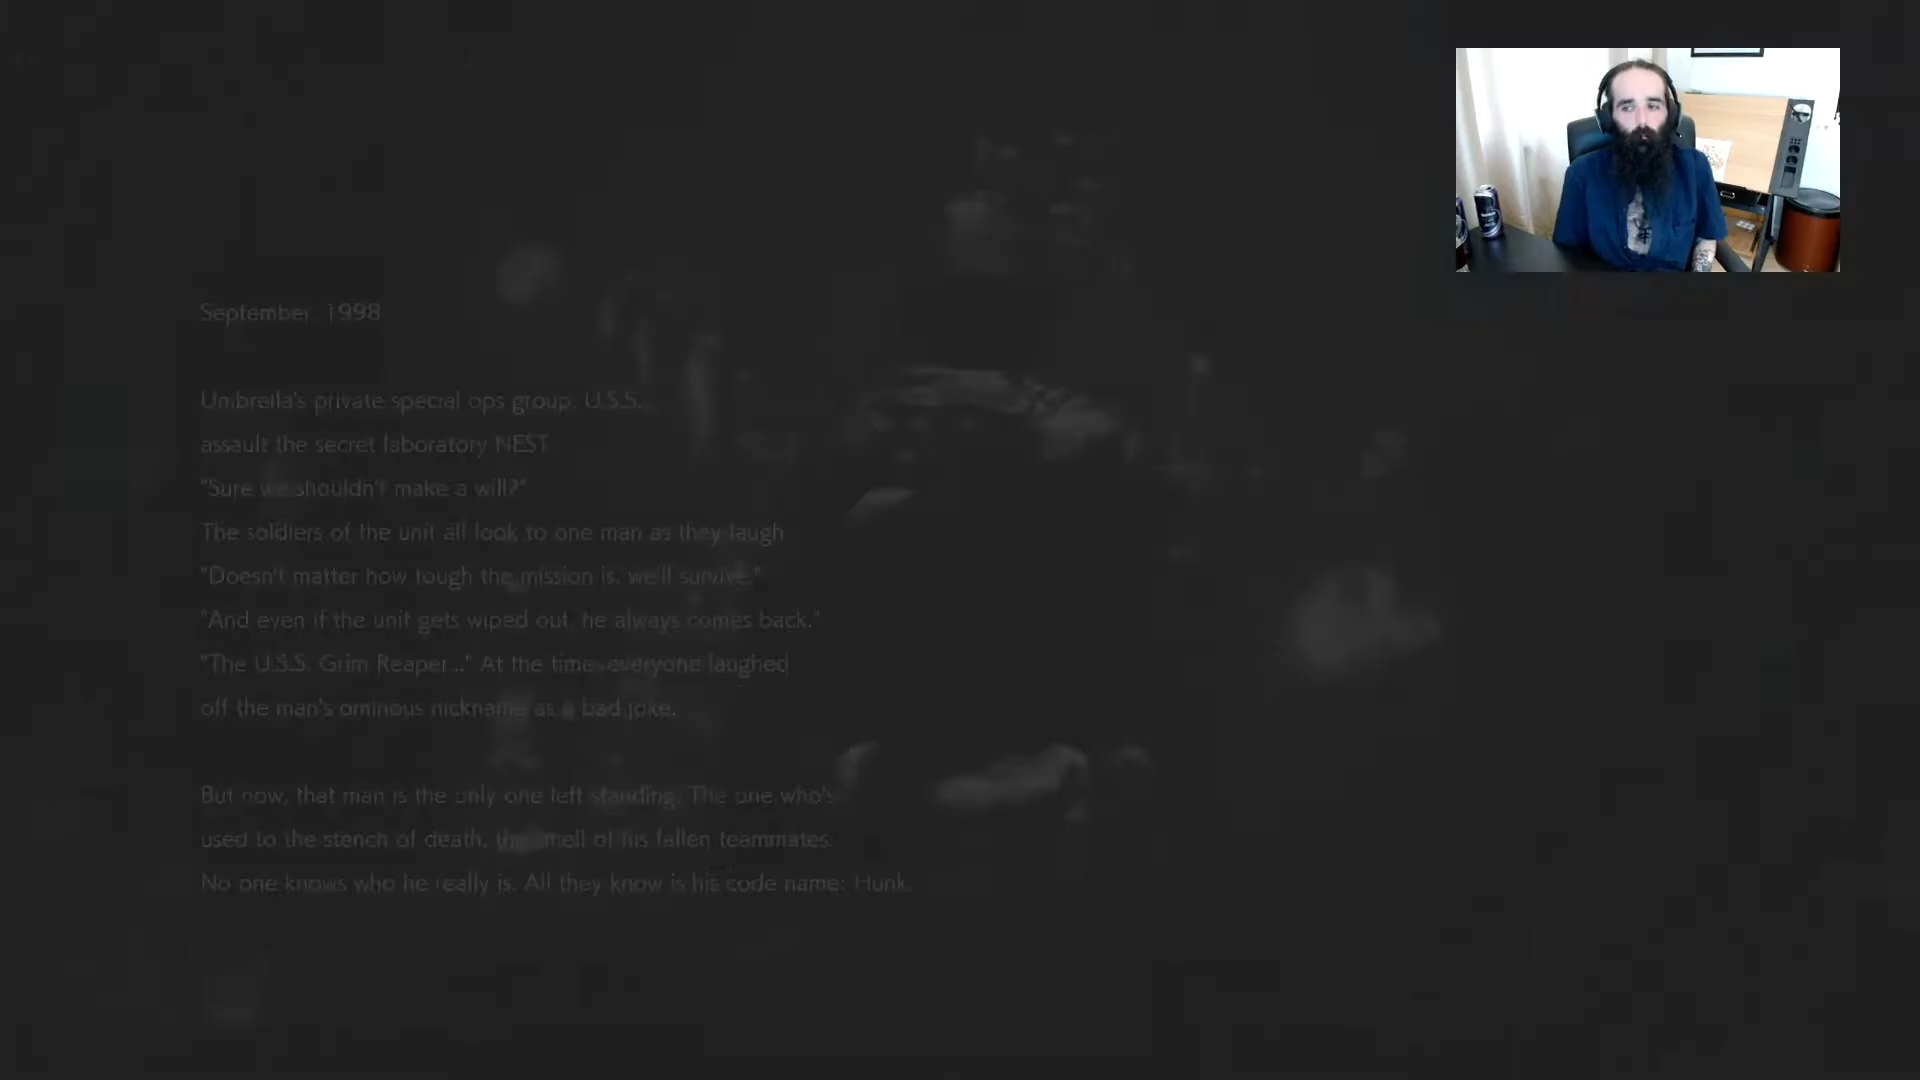 September, 1998
Umbrella's private special ops group, U.S.S.,
assault the secret laboratory NEST.
"Sure we shouldn't make a will?"
The soldiers of the unit all look to one man as they laugh
"Doesn't matter how tough the mission is, we'll survive."
"And even if the unit gets wiped out, he always comes back."
"The U.S.S. Grim Reaper..." At the time, everyone laughed
off the man's ominous nickname as a bad joke.
But now, that man is the only one left standing. The one who's
used to the stench of death, the smell of his fallen teammates.
No one knows who he really is. All they know is his code name: Hunk.